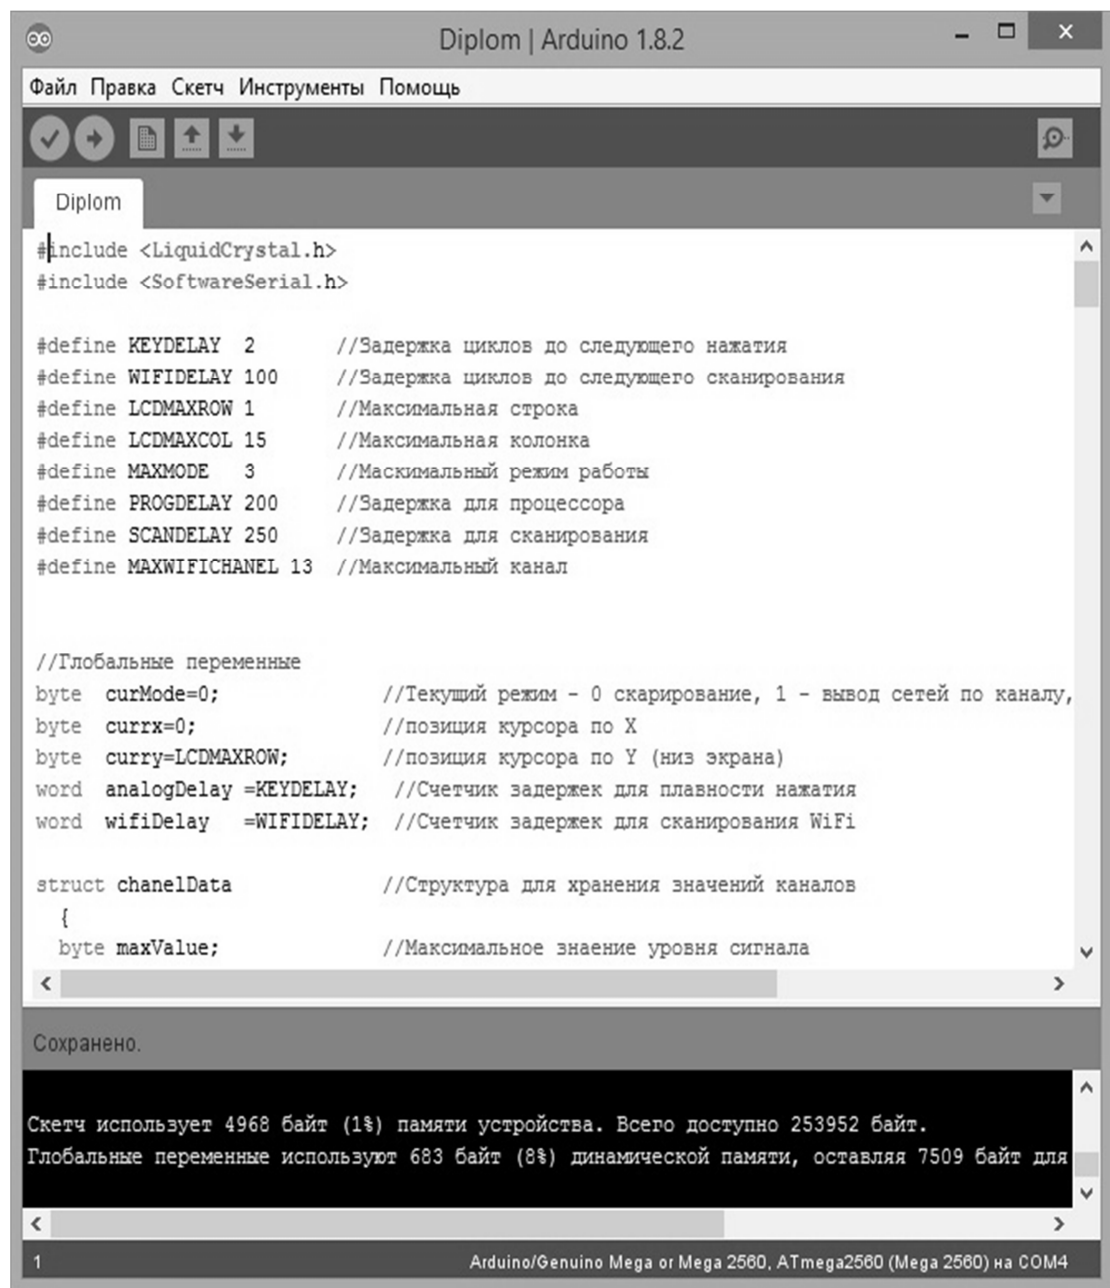 Diplom | Arduino 1.8.2
Файл Правка Скетч Инструменты Помощь
Diplom
#include <LiquidCrystal.h>
#include <SoftwareSerial.h>
#define KEYDELAY  2       //Задержка циклов до следующего нажатия
#define WIFIDELAY 100     //Задержка циклов до следующего сканирования
#define LCDMAXROW 1       //Максимальная строка
#define LCDMAXCOL 15      //Максимальная колонка
#define MAXMODE   3       //Маскимальный режим работы
#define PROGDELAY 200     //Задержка для процессора
#define SCANDELAY 250     //Задержка для сканирования
#define MAXWIFICHANEL 13  //Максимальный канал
//Глобальные переменные
byte  curMode=0;              //Текущий режим - 0 скарирование, 1 - вывод сетей по каналу,
byte  currx=0;                //позиция курсора по X
byte  curry=LCDMAXROW;        //позиция курсора по Y (низ экрана)
word  analogDelay =KEYDELAY;   //Счетчик задержек для плавности нажатия
word  wifiDelay   =WIFIDELAY;  //Счетчик задержек для сканирования WiFi
struct chanelData             //Структура для хранения значений каналов
  {
  byte maxValue;              //Максимальное знаение уровня сигнала
Сохранено.
Скетч использует 4968 байт (1%) памяти устройства. Всего доступно 253952 байт.
Глобальные переменные используют 683 байт (8%) динамической памяти, оставляя 7509 байт для
1
Arduino/Genuino Mega or Mega 2560, ATmega2560 (Mega 2560) на COM4